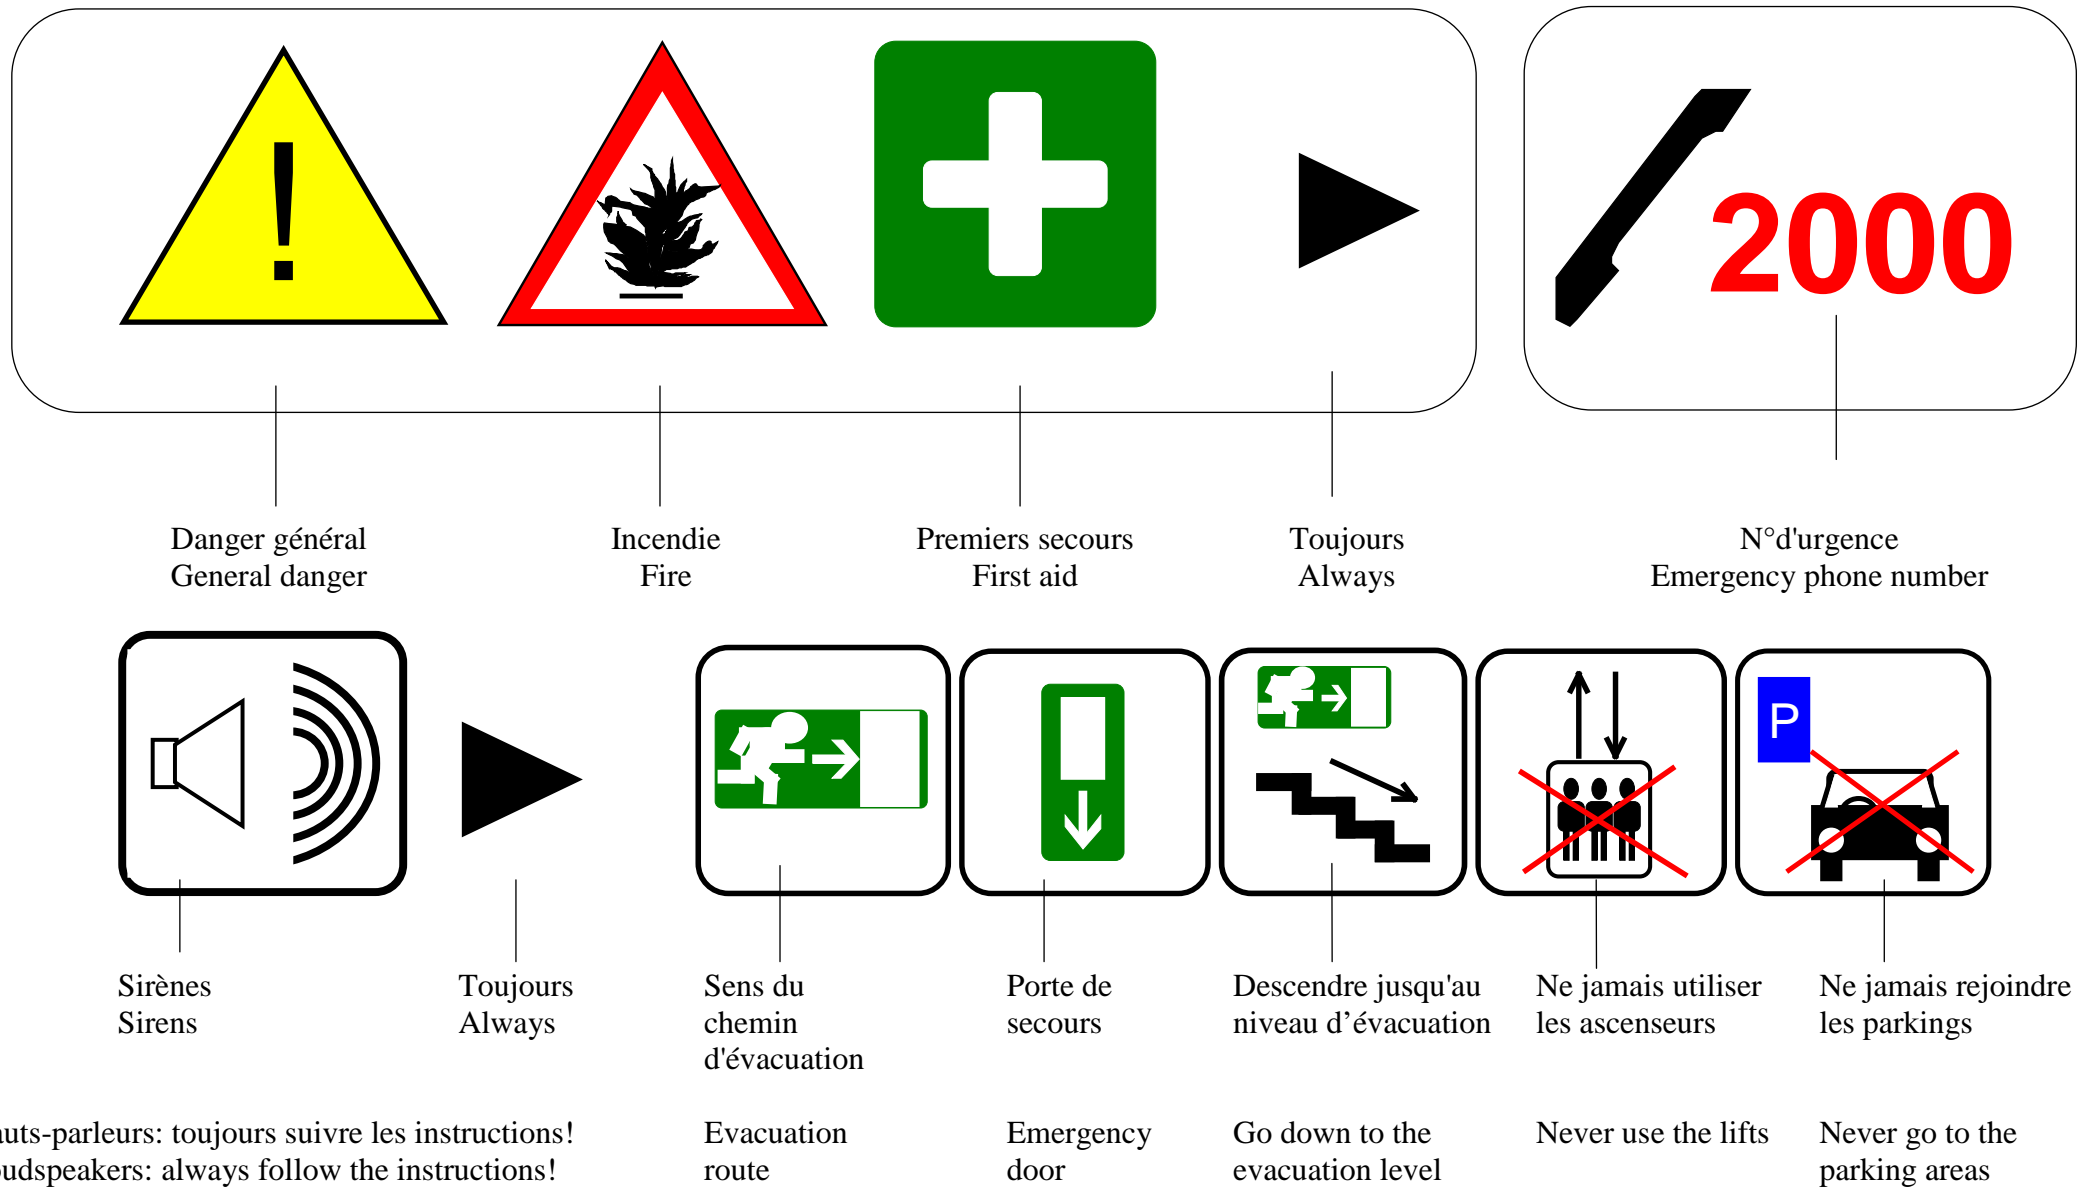 !
2000
Danger général
General danger
Incendie
Fire
Premiers secours
First aid
Toujours
Always
N°d'urgence
Emergency phone number
P
Sirènes
Sirens
Toujours
Always
Sens du
chemin
d'évacuation
Porte de
secours
Descendre jusqu'au
niveau d’évacuation
Ne jamais utiliser
les ascenseurs
Ne jamais rejoindre
les parkings
auts-parleurs: toujours suivre les instructions!
oudspeakers: always follow the instructions!
Evacuation
route
Emergency
door
Go down to the
evacuation level
Never use the lifts
Never go to the
parking areas